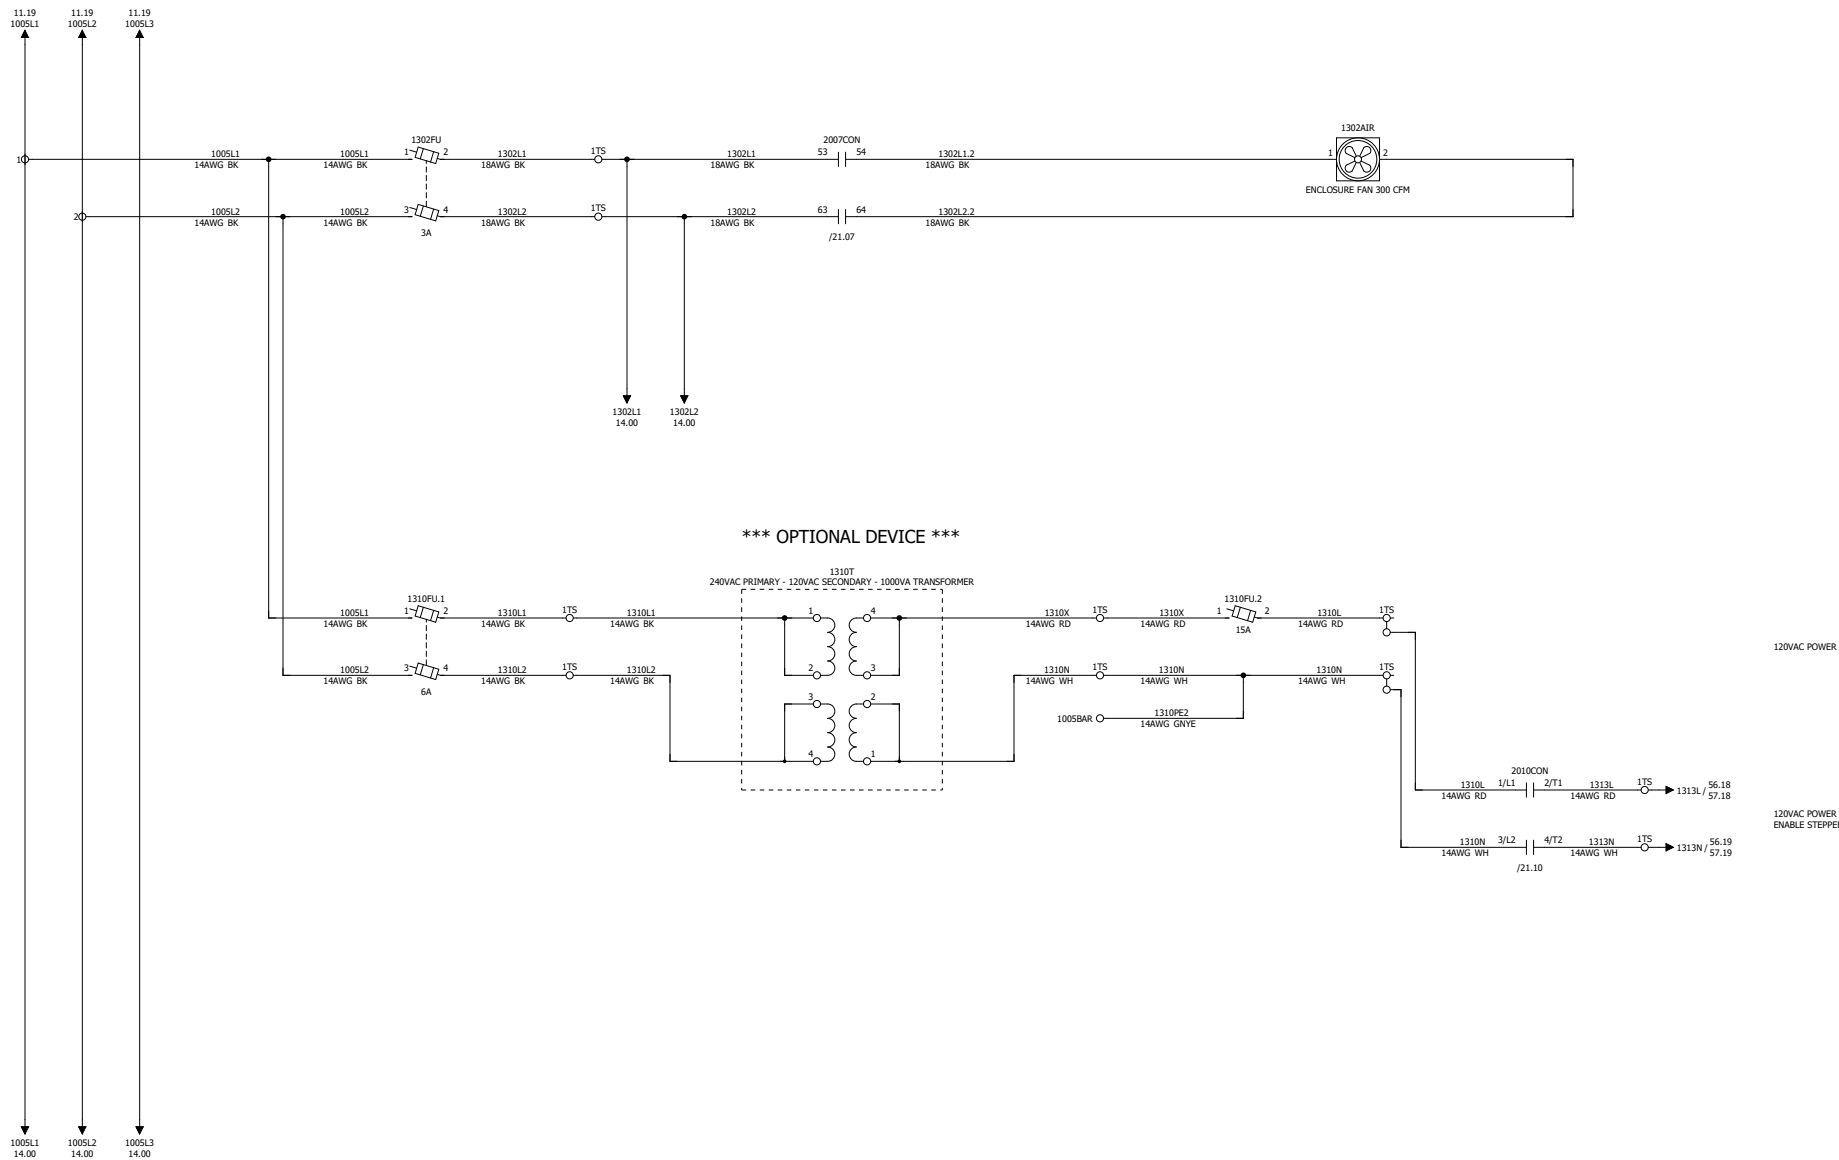 11.19 11.19 11.19
1005L1 1005L2 1005L3
1302FU 2007CON 1302AIR
1 1005L1 1005L1 1 2 1302L1 1TS 1302L1 53 54 1302L1.2 1 2
14AWG BK 14AWG BK 18AWG BK 18AWG BK 18AWG BK
ENCLOSURE FAN 300 CFM
2 1005L2 1005L2 3 4 1302L2 1TS 1302L2 63 64 1302L2.2
14AWG BK 14AWG BK 18AWG BK 18AWG BK 18AWG BK
3A /21.07
1302L1 1302L2
14.00 14.00
*** OPTIONAL DEVICE ***
1310T
240VAC PRIMARY - 120VAC SECONDARY - 1000VA TRANSFORMER
1310FU.1 1310FU.2
1005L1 1 2 1310L1 1TS 1310L1 1 4 1310X 1TS 1310X 1 2 1310L 1TS
14AWG BK 14AWG BK 14AWG BK 14AWG RD 14AWG RD 14AWG RD
15A
120VAC POWER
1005L2 3 4 1310L2 1TS 1310L2 2 3 1310N 1TS 1310N 1310N 1TS
14AWG BK 14AWG BK 14AWG BK 14AWG WH 14AWG WH 14AWG WH
6A
3 2
1005BAR 1310PE2
14AWG GNYE
4 1
2010CON
1310L 1/L1 2/T1 1313L 1TS 1313L / 56.18
14AWG RD 14AWG RD 57.18
120VAC POWER
ENABLE STEPPE
1310N 3/L2 4/T2 1313N 1TS 1313N / 56.19
14AWG WH 14AWG WH 57.19
/21.10
1005L1 1005L2 1005L3
14.00 14.00 14.00